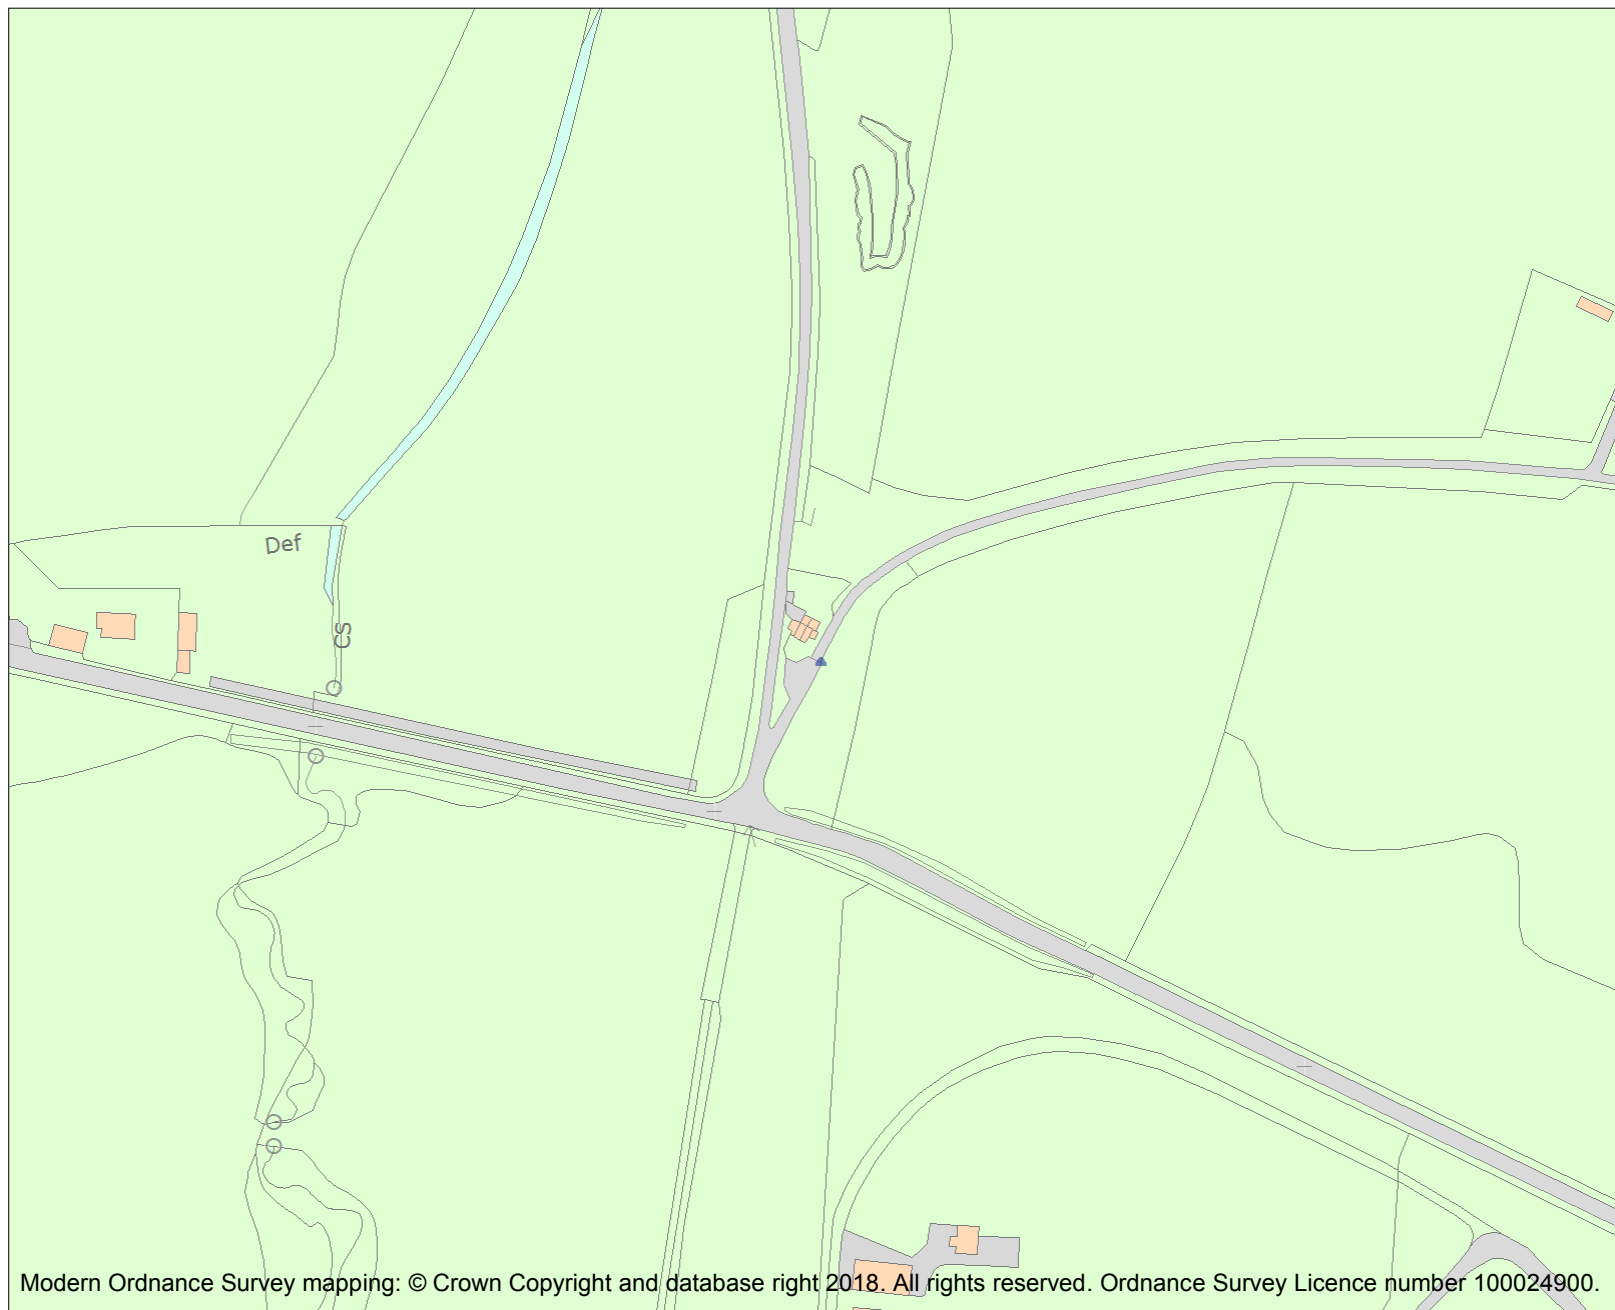 Def
CS
Modern Ordnance Survey mapping: © Crown Copyright and database right 2018. All rights reserved. Ordnance Survey Licence number 100024900.